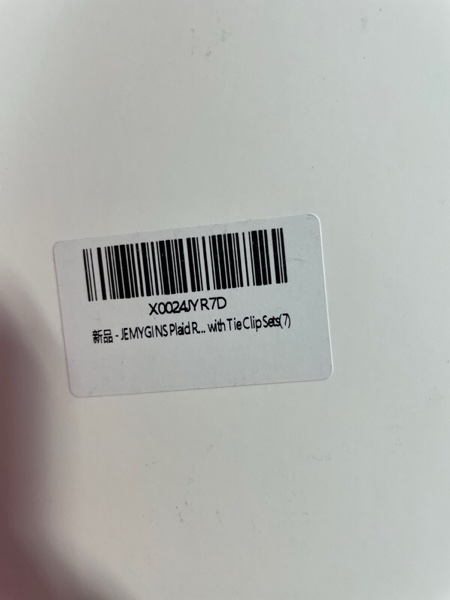 X0024JYR7D
新品 - JEMYGINS Plaid R... with Tie Clip Sets(7)